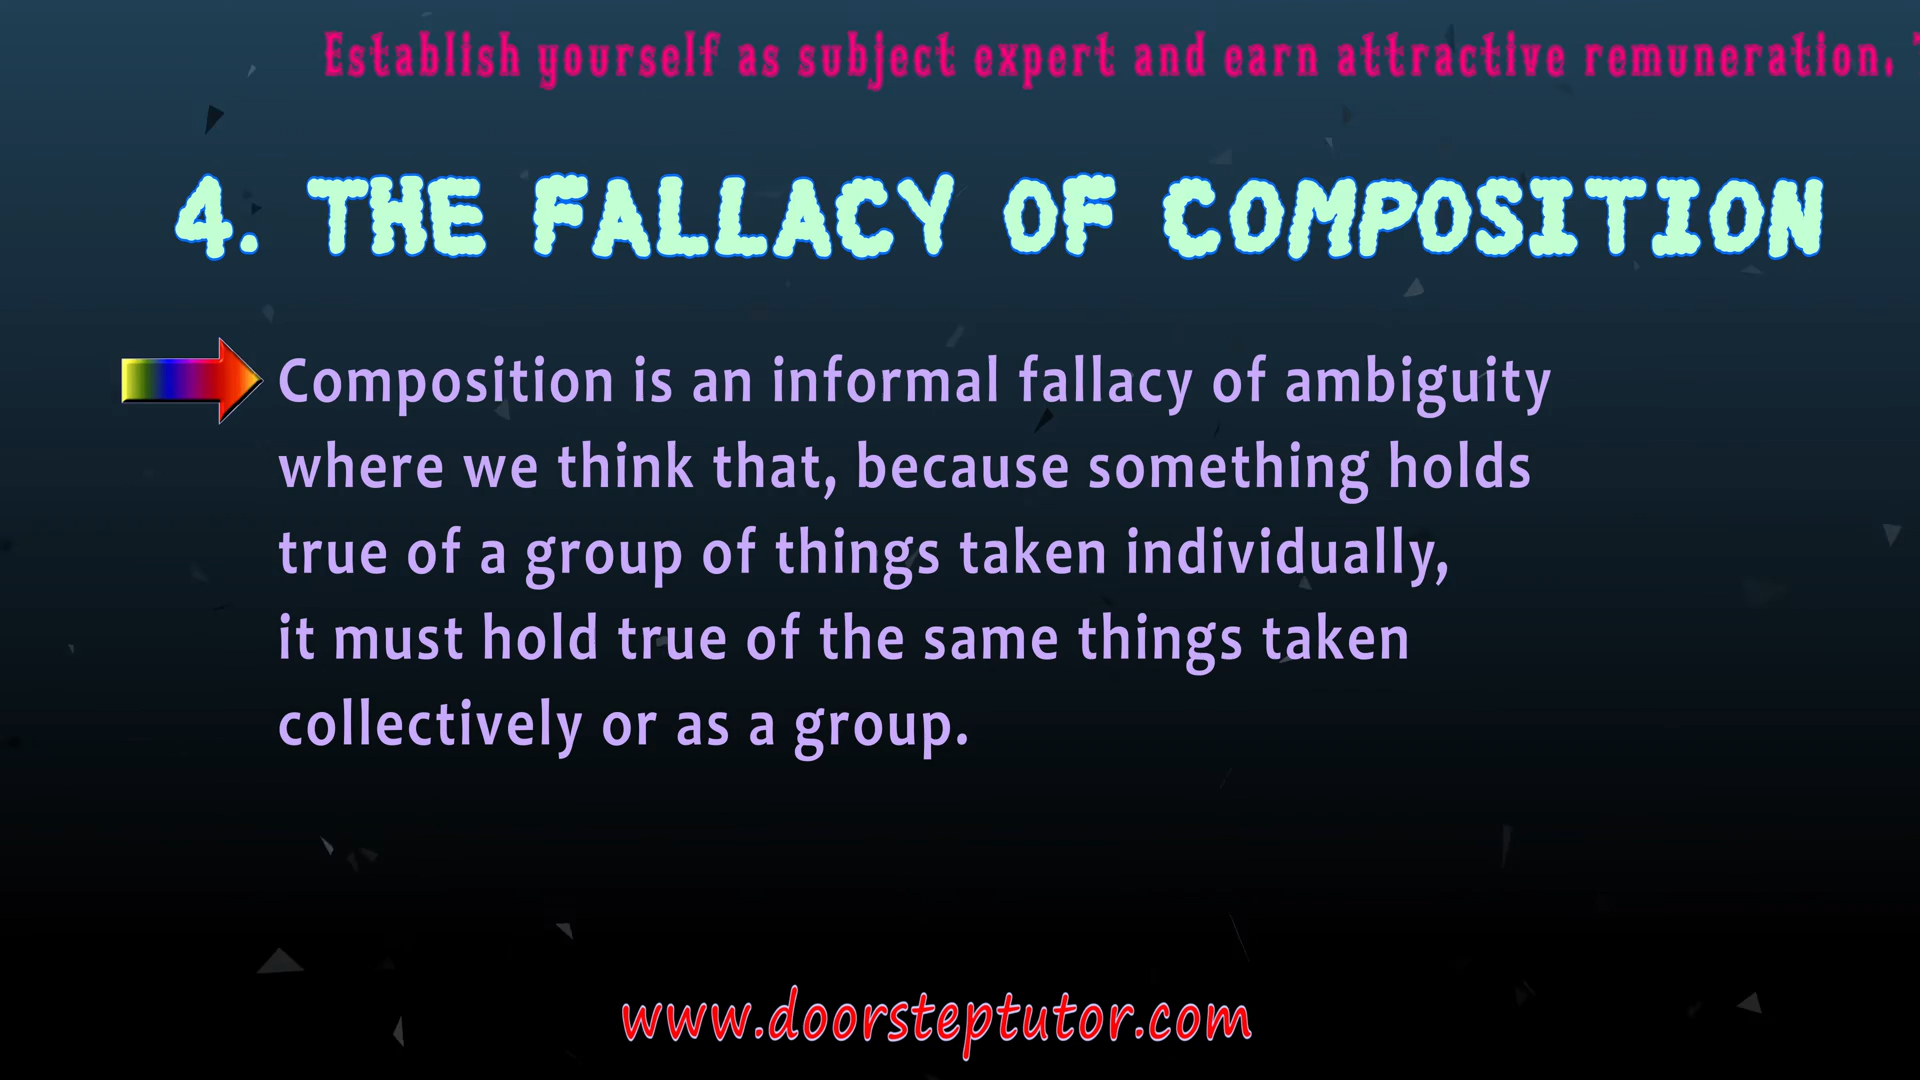 Establish yourself as subject expert and earn attractive remuneration.
4. THE FALLACY OF COMPOSITION
Composition is an informal fallacy of ambiguity
where we think that, because something holds
true of a group of things taken individually,
it must hold true of the same things taken
collectively or as a group.
www.doorsteptutor.com